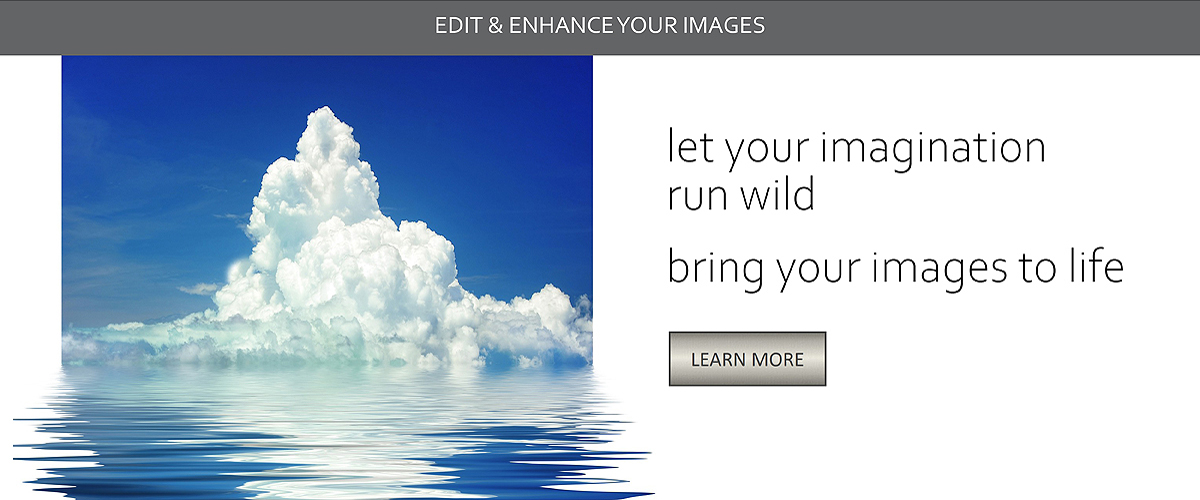 EDIT & ENHANCE YOUR IMAGES
let your imagination
run wild
bring your images to life
LEARN MORE